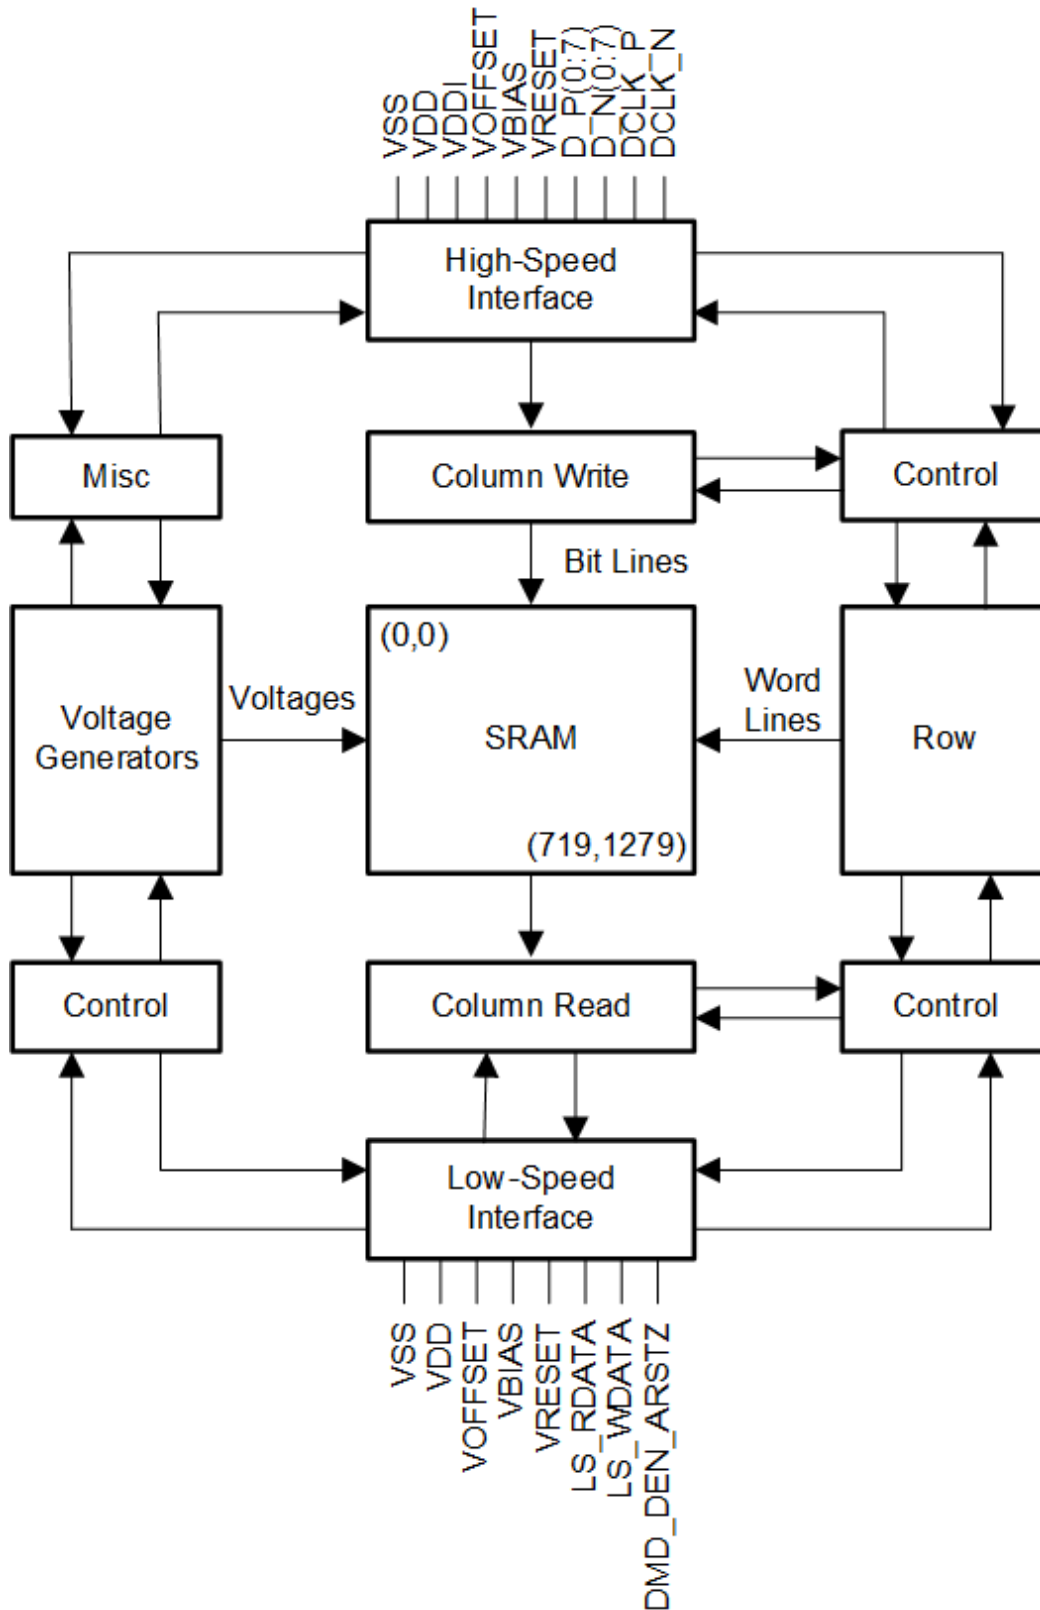 VSS
VDD
VDDI
VOFFSET
VBIAS
VRESET
D_P(0:7)
D_N(0:7)
DCLK_P
DCLK_N
High-Speed
Interface
Misc
Column Write
Control
Bit Lines
(0,0)
Voltage
Generators
Voltages
SRAM
Word
Lines
Row
(719,1279)
Control
Column Read
Control
Low-Speed
Interface
VSS
VDD
VOFFSET
VBIAS
VRESET
LS_RDATA
LS_WDATA
DMD_DEN_ARSTZ